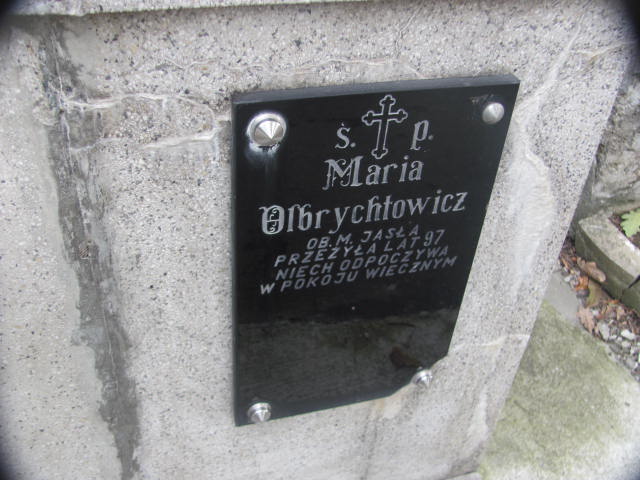 ś. p.
Maria
Olbrychtowicz
OB. M. JASŁA
PRZEŻYŁA LAT 97
NIECH ODPOCZYWA
W POKOJU WIECZNYM